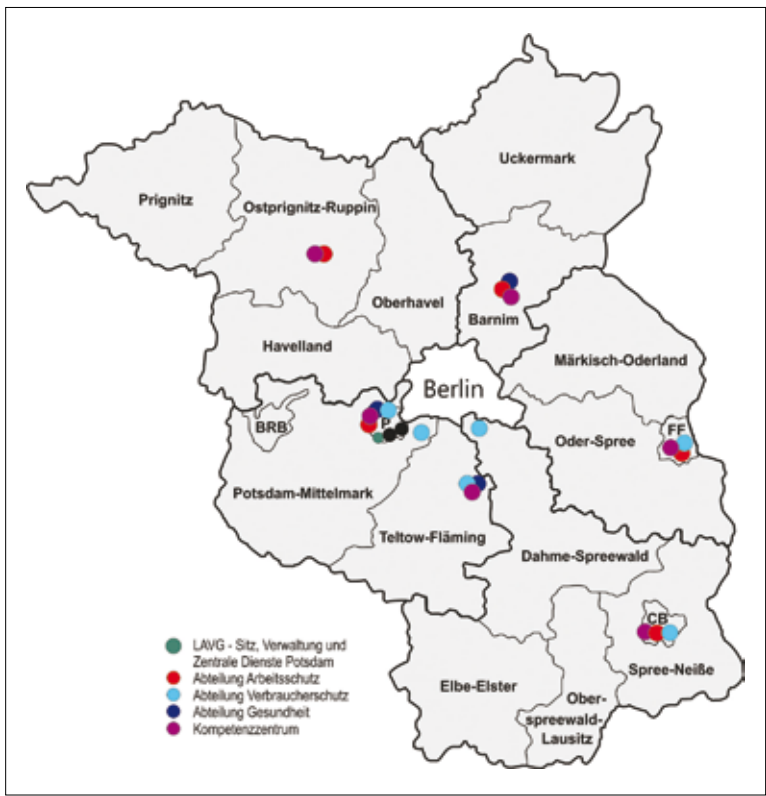 Uckermark
Prignitz
Ostprignitz-Ruppin
Oberhavel
Barnim
Havelland
Märkisch-Oderland
Berlin
BRB
P
FF
Oder-Spree
Potsdam-Mittelmark
Teltow-Fläming
Dahme-Spreewald
CB
Spree-Neiße
Elbe-Elster
Ober-
spreewald-
Lausitz
LAVG - Sitz, Verwaltung und
Zentrale Dienste Potsdam
Abteilung Arbeitsschutz
Abteilung Verbraucherschutz
Abteilung Gesundheit
Kompetenzzentrum